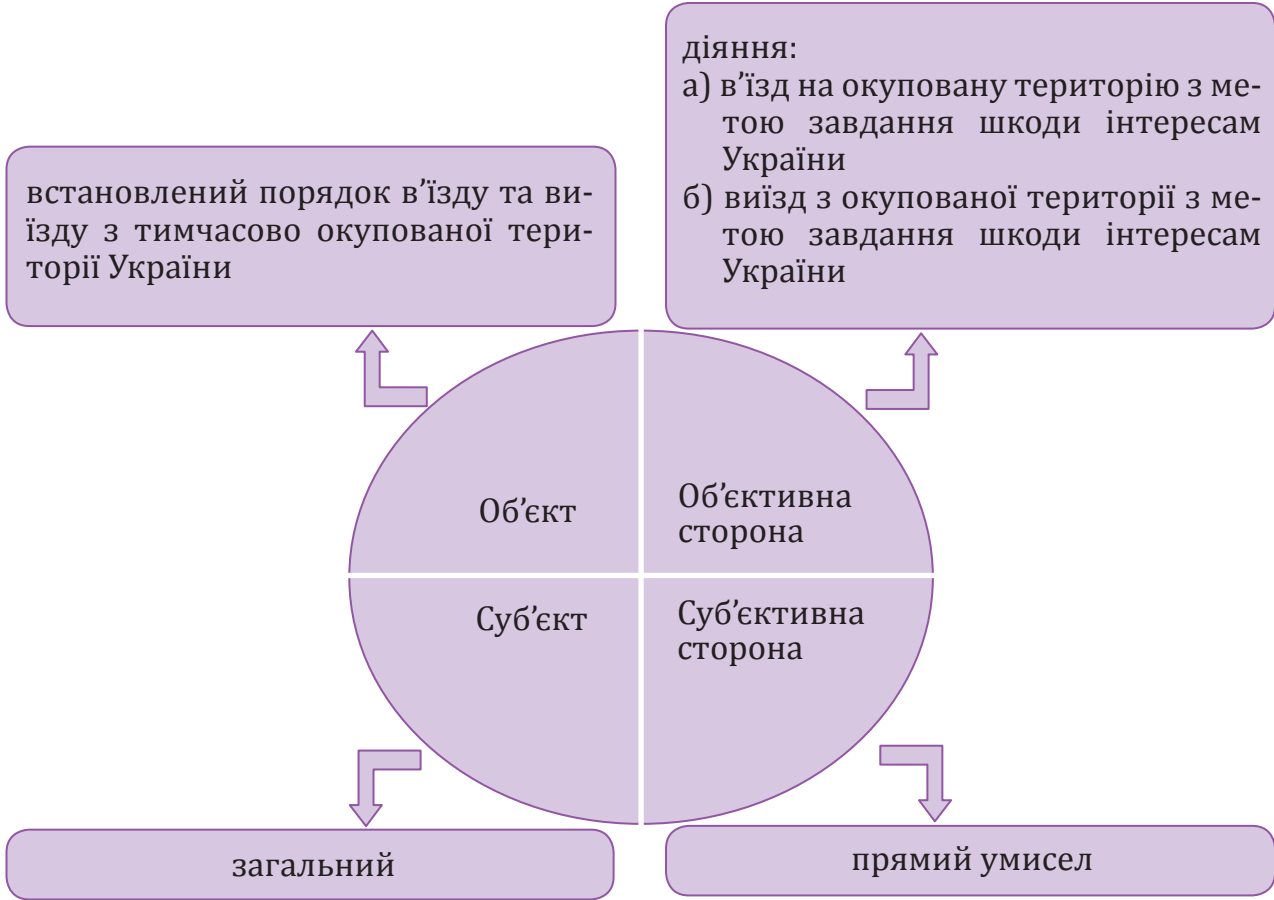 встановлений порядок в’їзду та ви-
їзду з тимчасово окупованої тери-
торії України
діяння:
а) в’їзд на окуповану територію з ме-
тою завдання шкоди інтересам
України
б) виїзд з окупованої території з ме-
тою завдання шкоди інтересам
України
Об’єкт
Об’єктивна
сторона
Суб’єкт
Суб’єктивна
сторона
загальний
прямий умисел